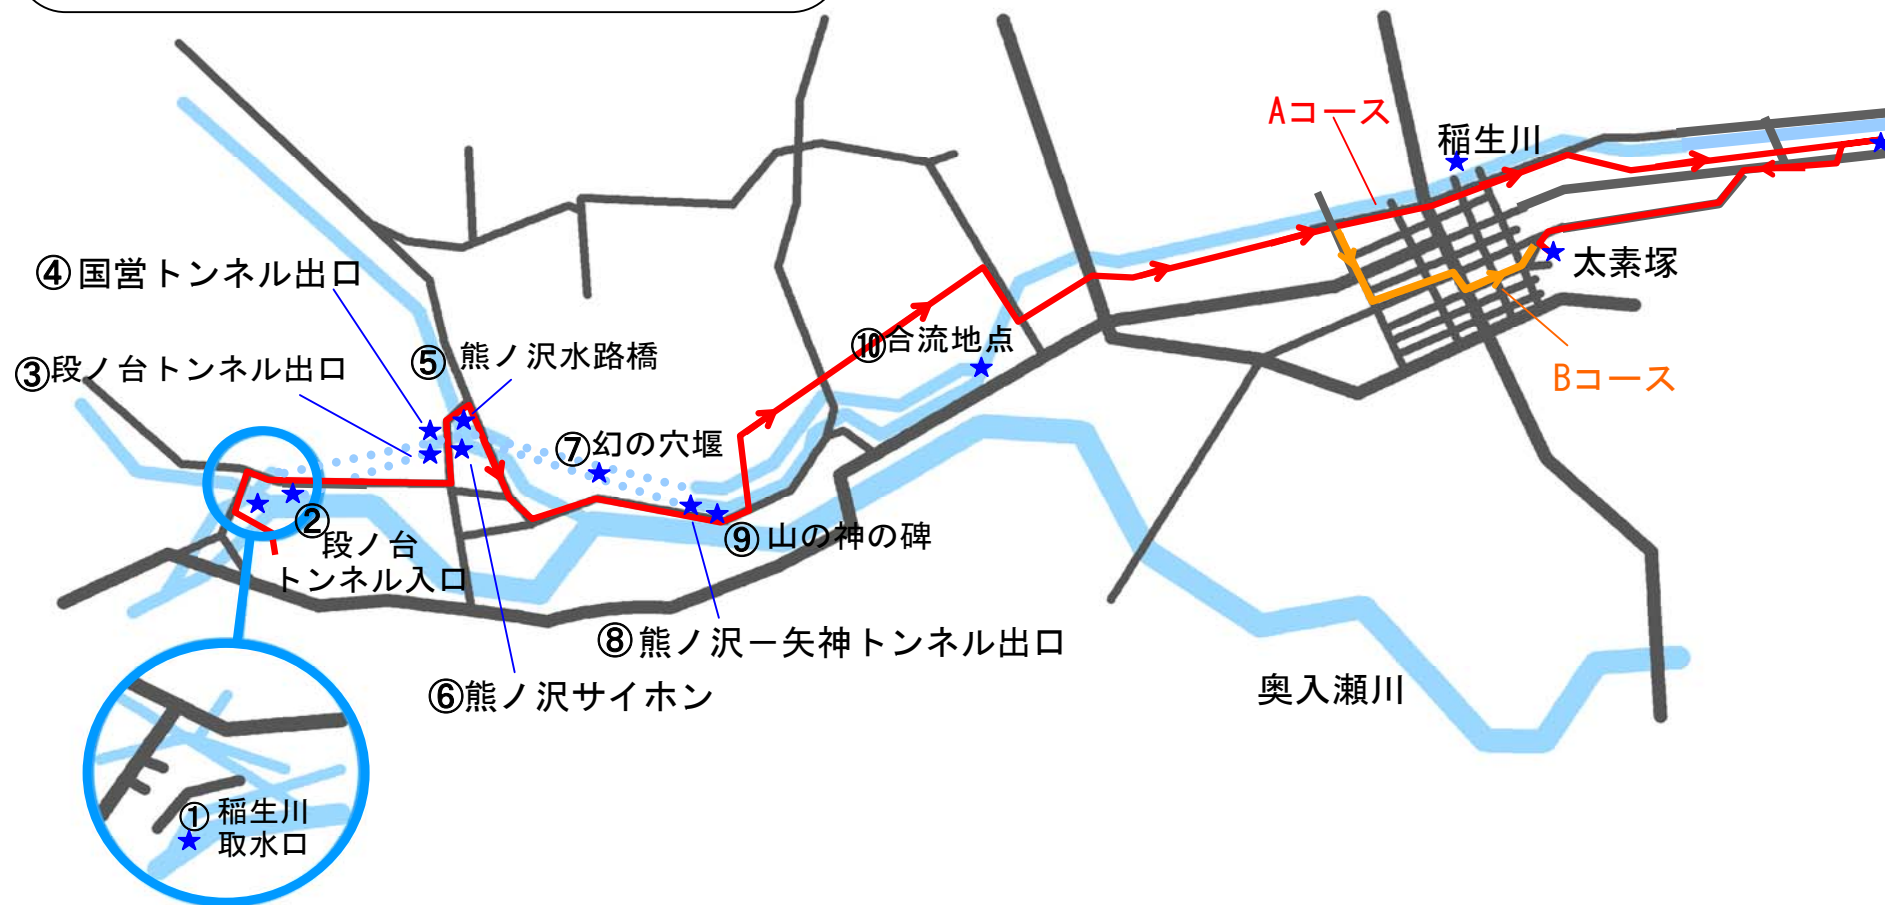 Aコース
稲生川
太素塚
④国営トンネル出口
⑩合流地点
⑤ 熊ノ沢水路橋
③段ノ台トンネル出口
Bコース
⑦幻の穴堰
②
段ノ台
トンネル入口
⑨山の神の碑
⑧熊ノ沢－矢神トンネル出口
⑥熊ノ沢サイホン
奥入瀬川
①稲生川
取水口